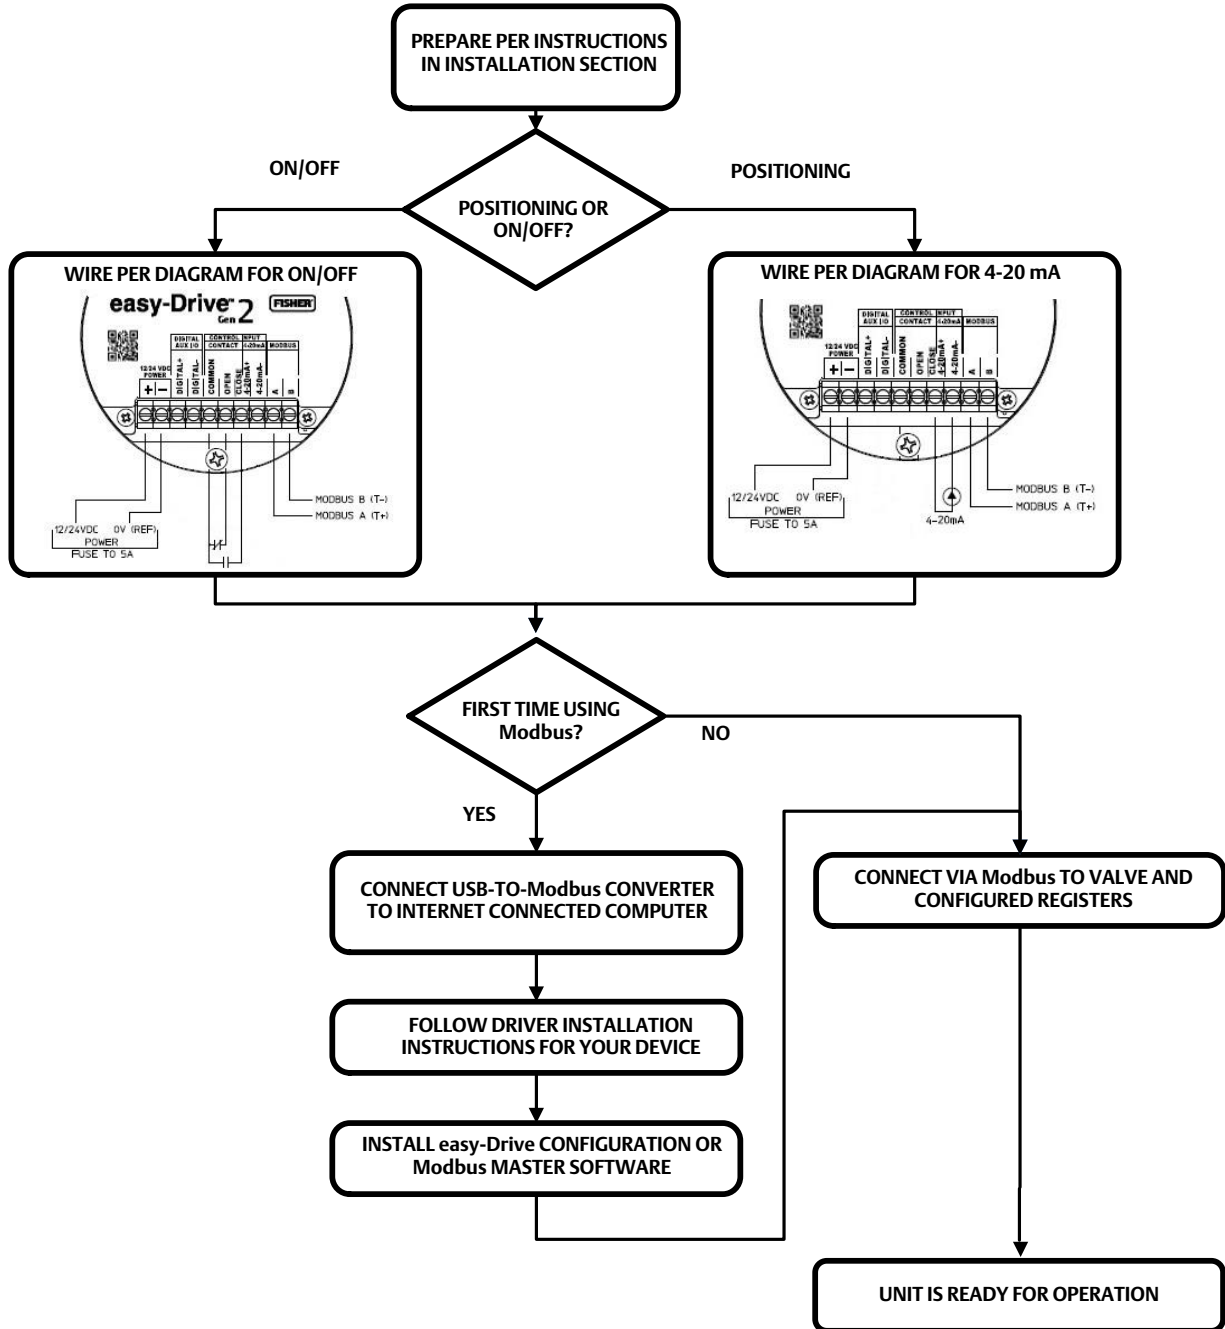 PREPARE PER INSTRUCTIONS
IN INSTALLATION SECTION
ON/OFF
POSITIONING
POSITIONING OR
ON/OFF?
WIRE PER DIAGRAM FOR ON/OFF
easy-Drive™
Gen 2
FISHER
DIGITAL
AUX I/O
CONTROL INPUT
CONTACT
4-20mA
MODBUS
12/24 VDC
POWER
+
−
DIGITAL+
DIGITAL-
COMMON
OPEN
CLOSE
4-20mA+
4-20mA-
A
B
MODBUS B (T-)
MODBUS A (T+)
12/24VDC
0V (REF)
POWER
FUSE TO 5A
WIRE PER DIAGRAM FOR 4-20 mA
DIGITAL
AUX I/O
CONTROL INPUT
CONTACT
4-20mA
MODBUS
12/24 VDC
POWER
+
−
DIGITAL+
DIGITAL-
COMMON
OPEN
CLOSE
4-20mA+
4-20mA-
A
B
MODBUS B (T-)
MODBUS A (T+)
12/24VDC
0V (REF)
POWER
FUSE TO 5A
4-20mA
FIRST TIME USING
Modbus?
NO
YES
CONNECT USB-TO-Modbus CONVERTER
TO INTERNET CONNECTED COMPUTER
CONNECT VIA Modbus TO VALVE AND
CONFIGURED REGISTERS
FOLLOW DRIVER INSTALLATION
INSTRUCTIONS FOR YOUR DEVICE
INSTALL easy-Drive CONFIGURATION OR
Modbus MASTER SOFTWARE
UNIT IS READY FOR OPERATION